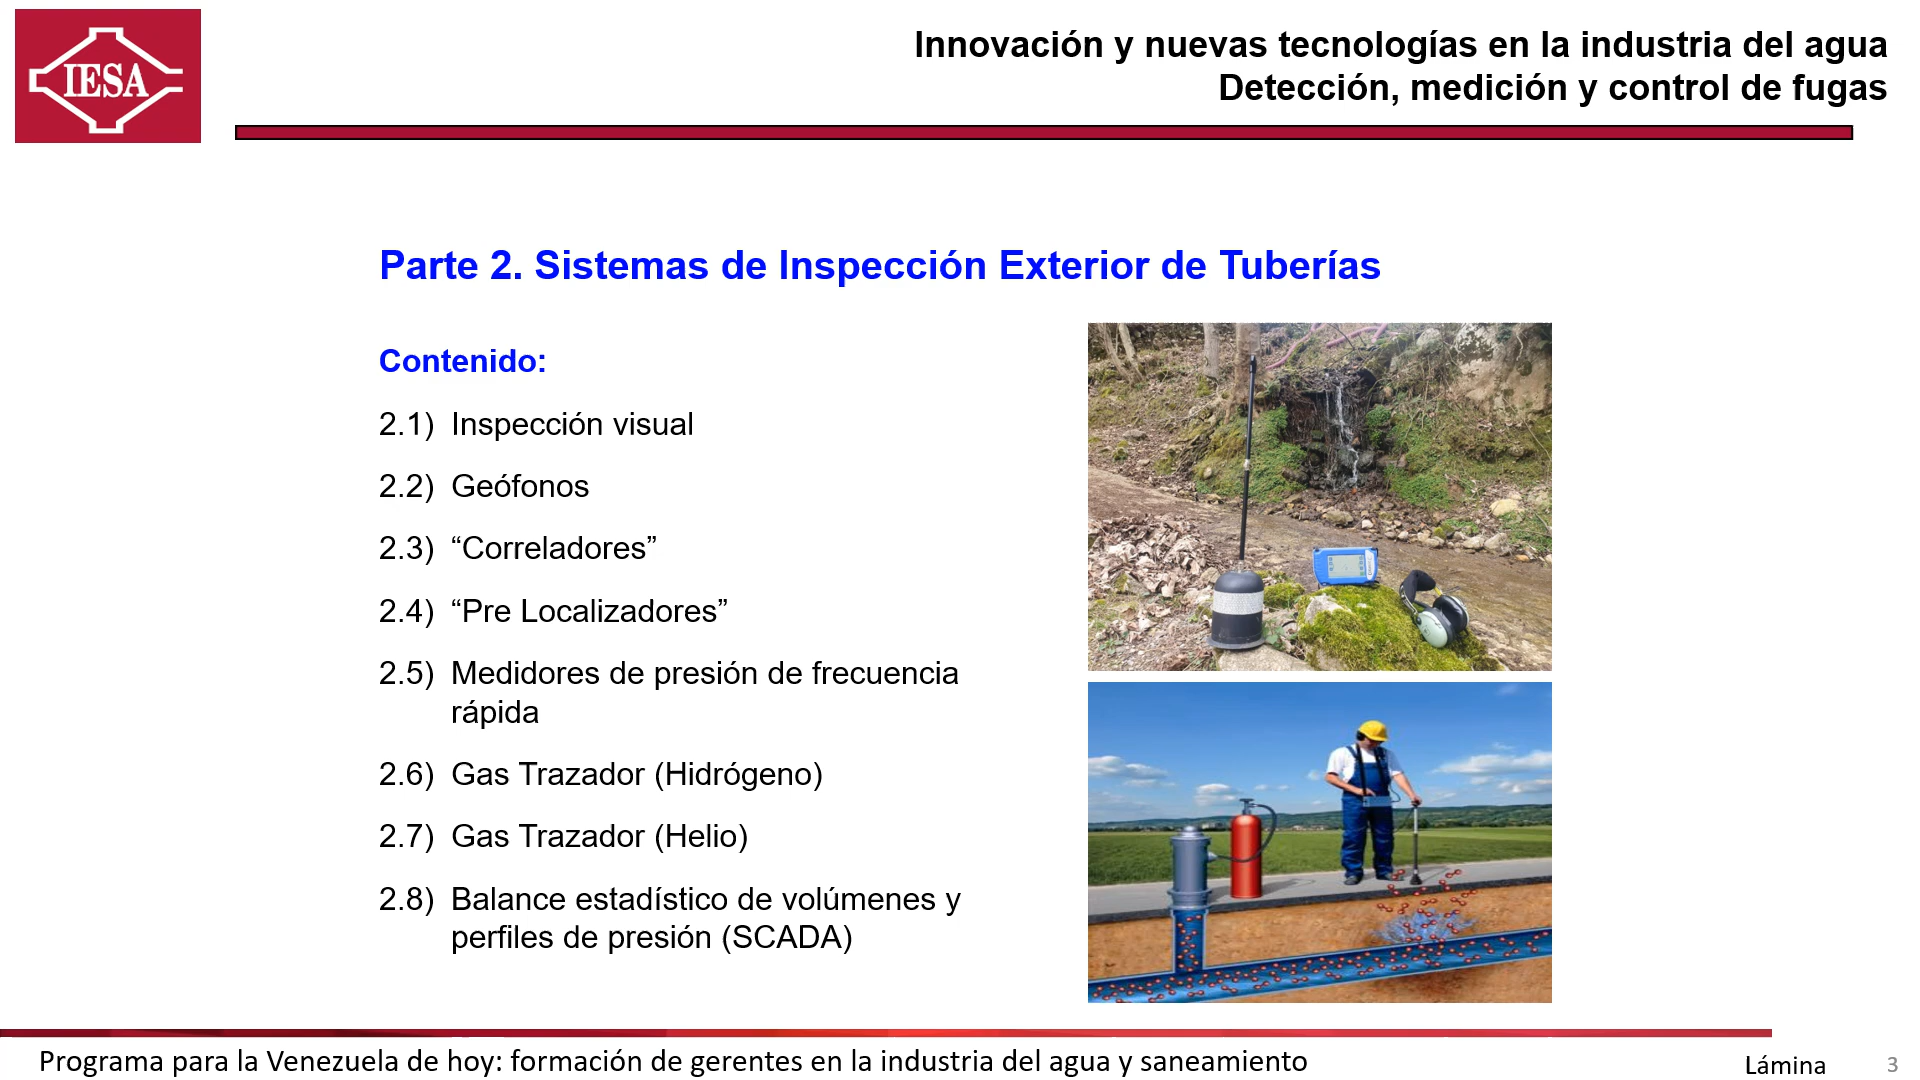 IESA
Innovación y nuevas tecnologías en la industria del agua
Detección, medición y control de fugas
Parte 2. Sistemas de Inspección Exterior de Tuberías
Contenido:
2.1) Inspección visual
2.2) Geófonos
2.3) “Correladores”
2.4) “Pre Localizadores”
2.5) Medidores de presión de frecuencia
rápida
2.6) Gas Trazador (Hidrógeno)
2.7) Gas Trazador (Helio)
2.8) Balance estadístico de volúmenes y
perfiles de presión (SCADA)
Programa para la Venezuela de hoy: formación de gerentes en la industria del agua y saneamiento
Lámina 3